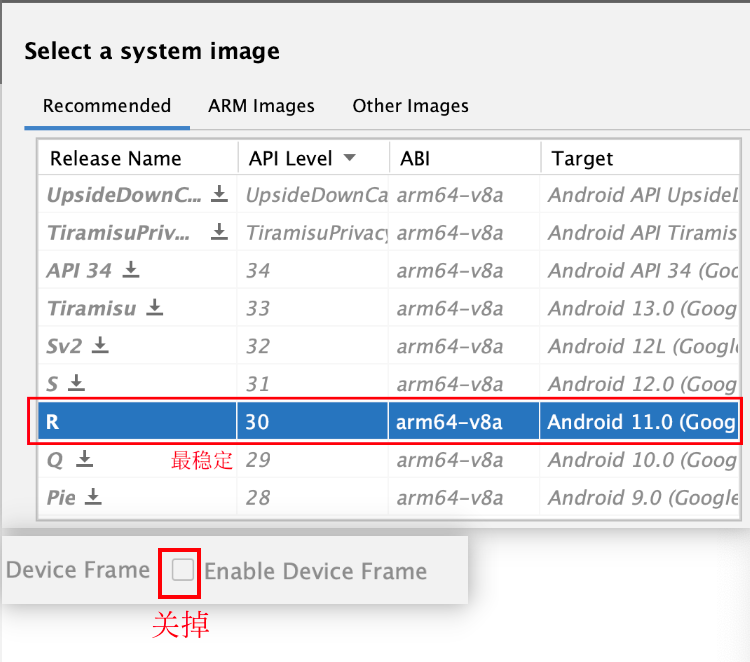 Select a system image
Recommended ARM Images Other Images
Release Name API Level ABI Target
UpsideDownC... UpsideDownCa arm64-v8a Android API UpsideD
TiramisuPriv... TiramisuPrivacy arm64-v8a Android API Tiramis
API 34 34 arm64-v8a Android API 34 (Goo
Tiramisu 33 arm64-v8a Android 13.0 (Goog
Sv2 32 arm64-v8a Android 12L (Google
S 31 arm64-v8a Android 12.0 (Goog
R 30 arm64-v8a Android 11.0 (Goog
Q 最稳定 29 arm64-v8a Android 10.0 (Goog
Pie 28 arm64-v8a Android 9.0 (Google
Device Frame Enable Device Frame
关掉